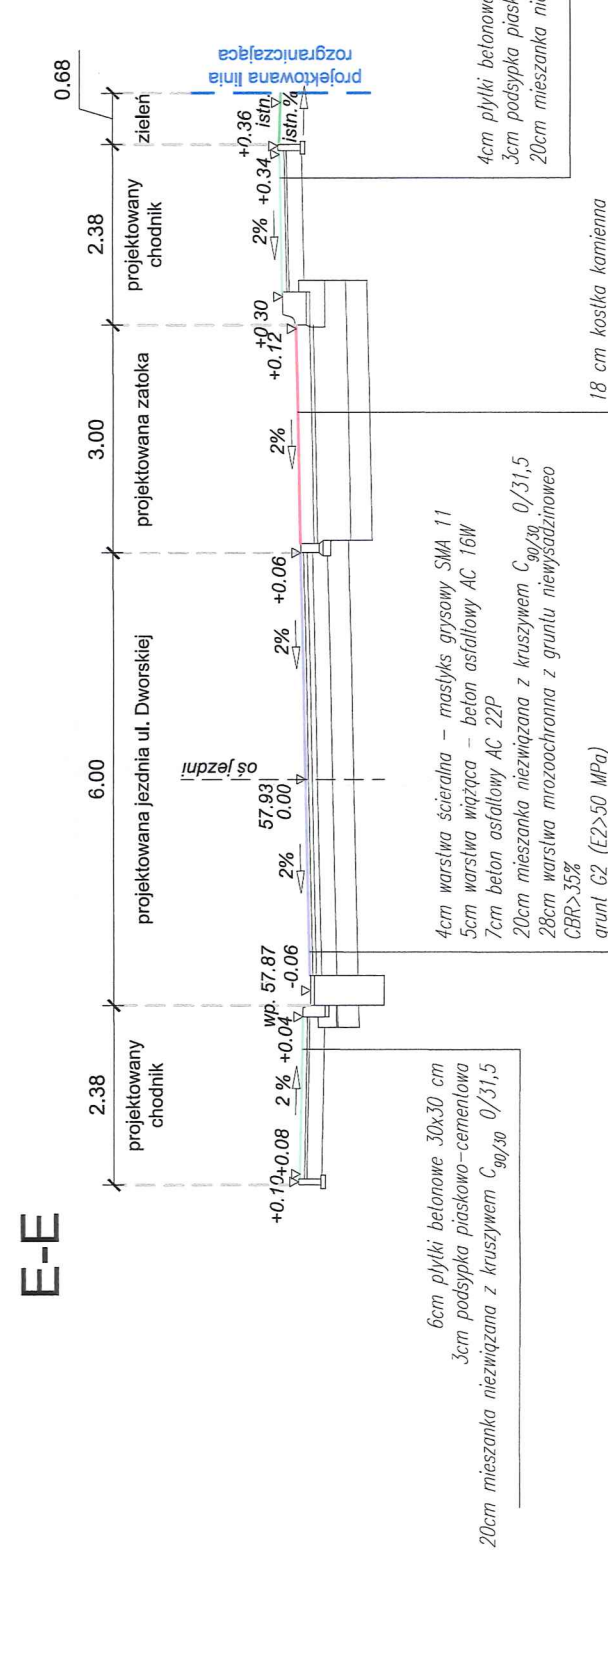 E-E
2.38
6.00
3.00
2.38
0.68
projektowany
chodnik
projektowana jezdnia ul. Dworskiej
projektowana zatoka
projektowany
chodnik
zieleń
projektowana linia
rozgraniczająca
oś jezdni
+0.10
+0.08
2 %
+0.04
wp. 57.87
-0.06
2%
57.93
0.00
2%
+0.06
2%
+0.12
+0.30
2%
+0.34
+0.36
istn.
istn.%
6cm płytki betonowe 30x30 cm
3cm podsypka piaskowo-cementowa
20cm mieszanka niezwiązana z kruszywem C90/30 0/31,5
4cm warstwa ścieralna – mastyks grysowy SMA 11
5cm warstwa wiążąca – beton asfaltowy AC 16W
7cm beton asfaltowy AC 22P
20cm mieszanka niezwiązana z kruszywem C90/30 0/31,5
28cm warstwa mrozoochronna z gruntu niewysadzinoweo
CBR>35%
grunt G2 (E2>50 MPa)
18 cm kostka kamienna
4cm płytki betonowe
3cm podsypka piask
20cm mieszanka nie